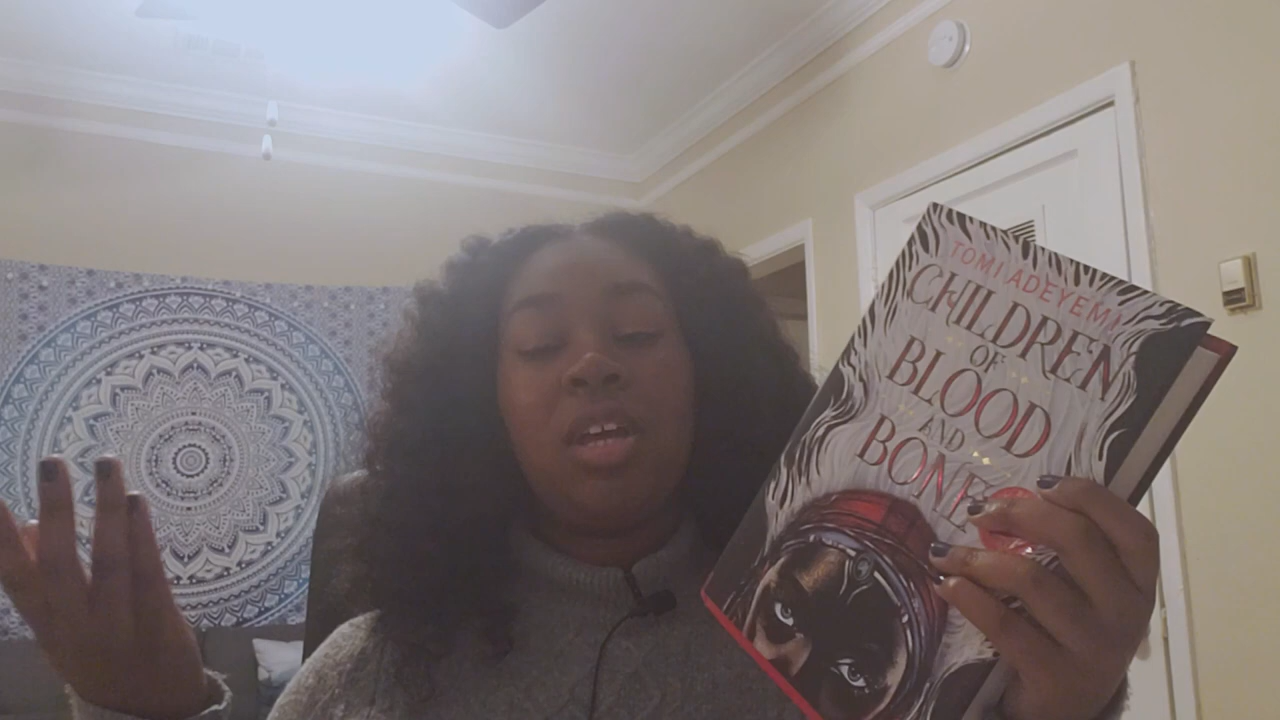 TOMI ADEYEMI
CHILDREN
OF
BLOOD
AND
BONE